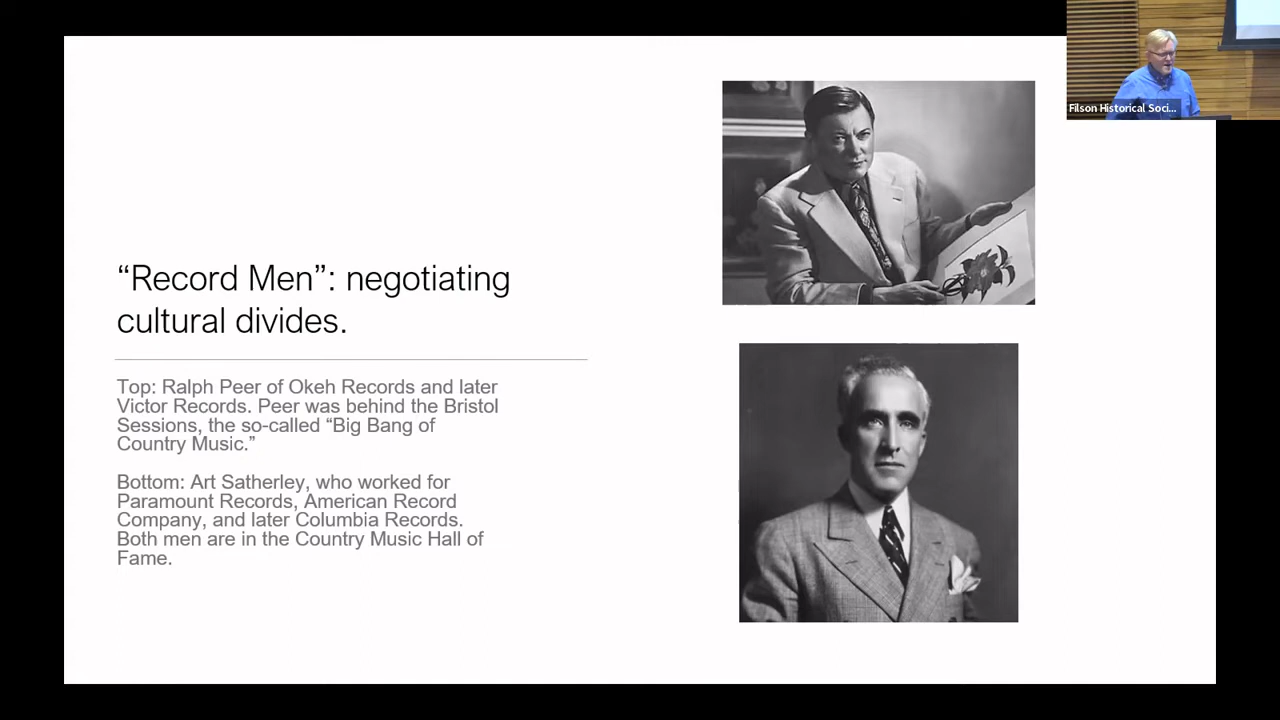 Filson Historical Soci...
“Record Men”: negotiating
cultural divides.
Top: Ralph Peer of Okeh Records and later
Victor Records. Peer was behind the Bristol
Sessions, the so-called “Big Bang of
Country Music.”
Bottom: Art Satherley, who worked for
Paramount Records, American Record
Company, and later Columbia Records.
Both men are in the Country Music Hall of
Fame.